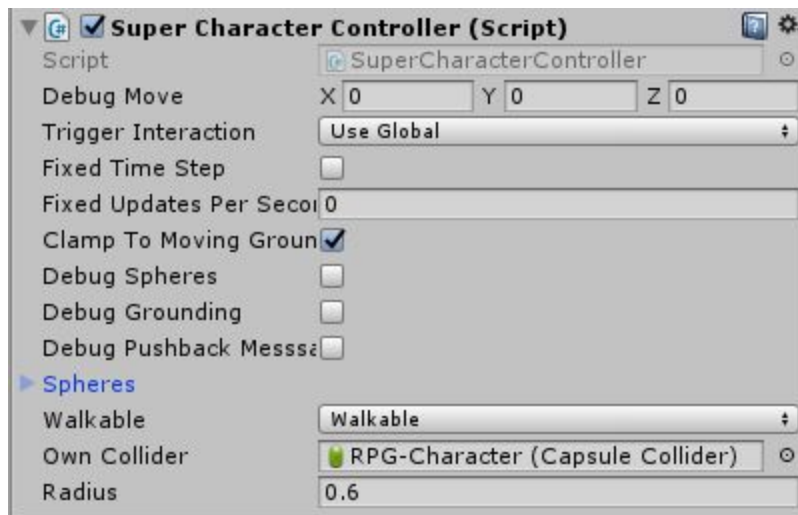 Super Character Controller (Script)
Script SuperCharacterController
Debug Move X 0 Y 0 Z 0
Trigger Interaction Use Global
Fixed Time Step
Fixed Updates Per Secor 0
Clamp To Moving Groun
Debug Spheres
Debug Grounding
Debug Pushback Messsa
Spheres
Walkable Walkable
Own Collider RPG-Character (Capsule Collider)
Radius 0.6